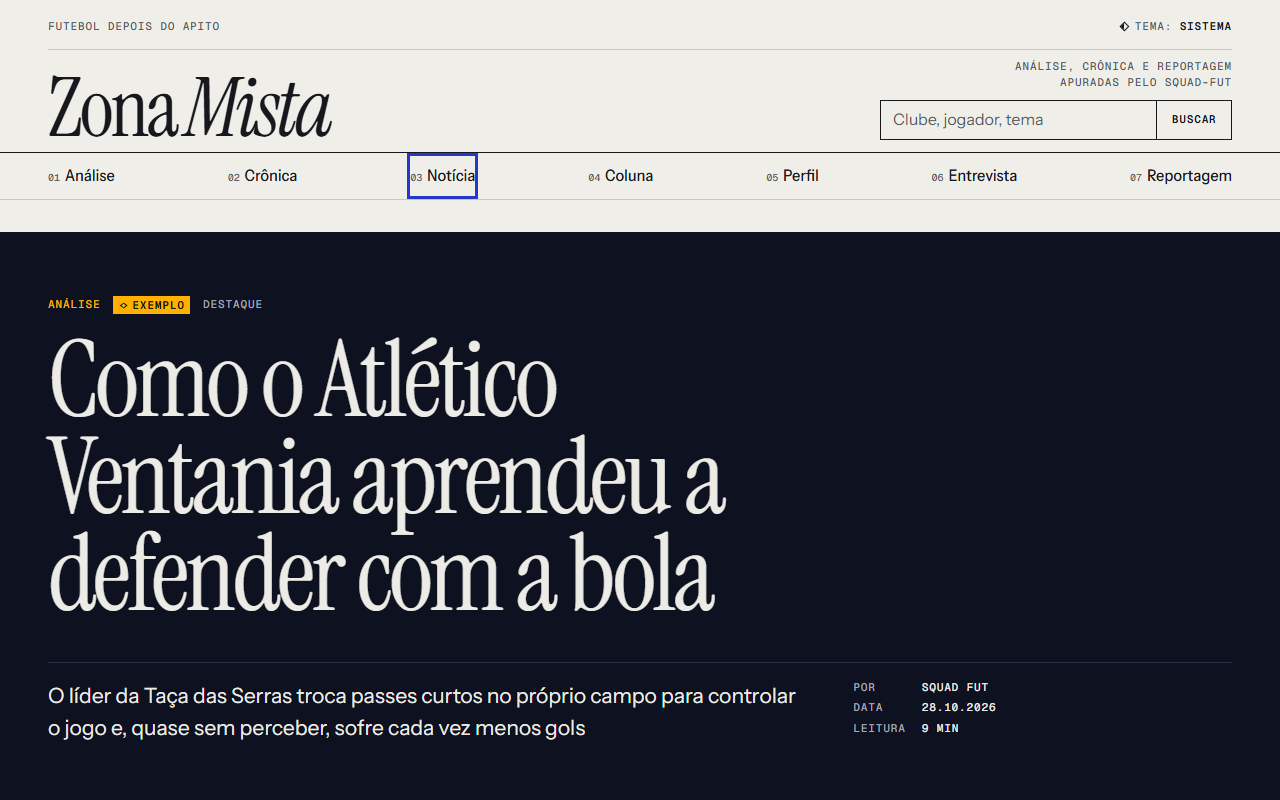 FUTEBOL DEPOIS DO APITO
TEMA: SISTEMA
Zona Mista
ANÁLISE, CRÔNICA E REPORTAGEM
APURADAS PELO SQUAD-FUT
Clube, jogador, tema
BUSCAR
01 Análise
02 Crônica
03 Notícia
04 Coluna
05 Perfil
06 Entrevista
07 Reportagem
ANÁLISE
EXEMPLO
DESTAQUE
Como o Atlético
Ventania aprendeu a
defender com a bola
O líder da Taça das Serras troca passes curtos no próprio campo para controlar
o jogo e, quase sem perceber, sofre cada vez menos gols
POR SQUAD FUT
DATA 28.10.2026
LEITURA 9 MIN